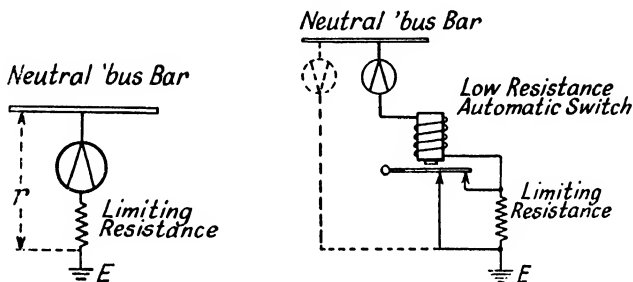 Neutral 'bus Bar
r
Limiting
Resistance
E
Neutral 'bus Bar
V
A
Low Resistance
Automatic Switch
Limiting
Resistance
E